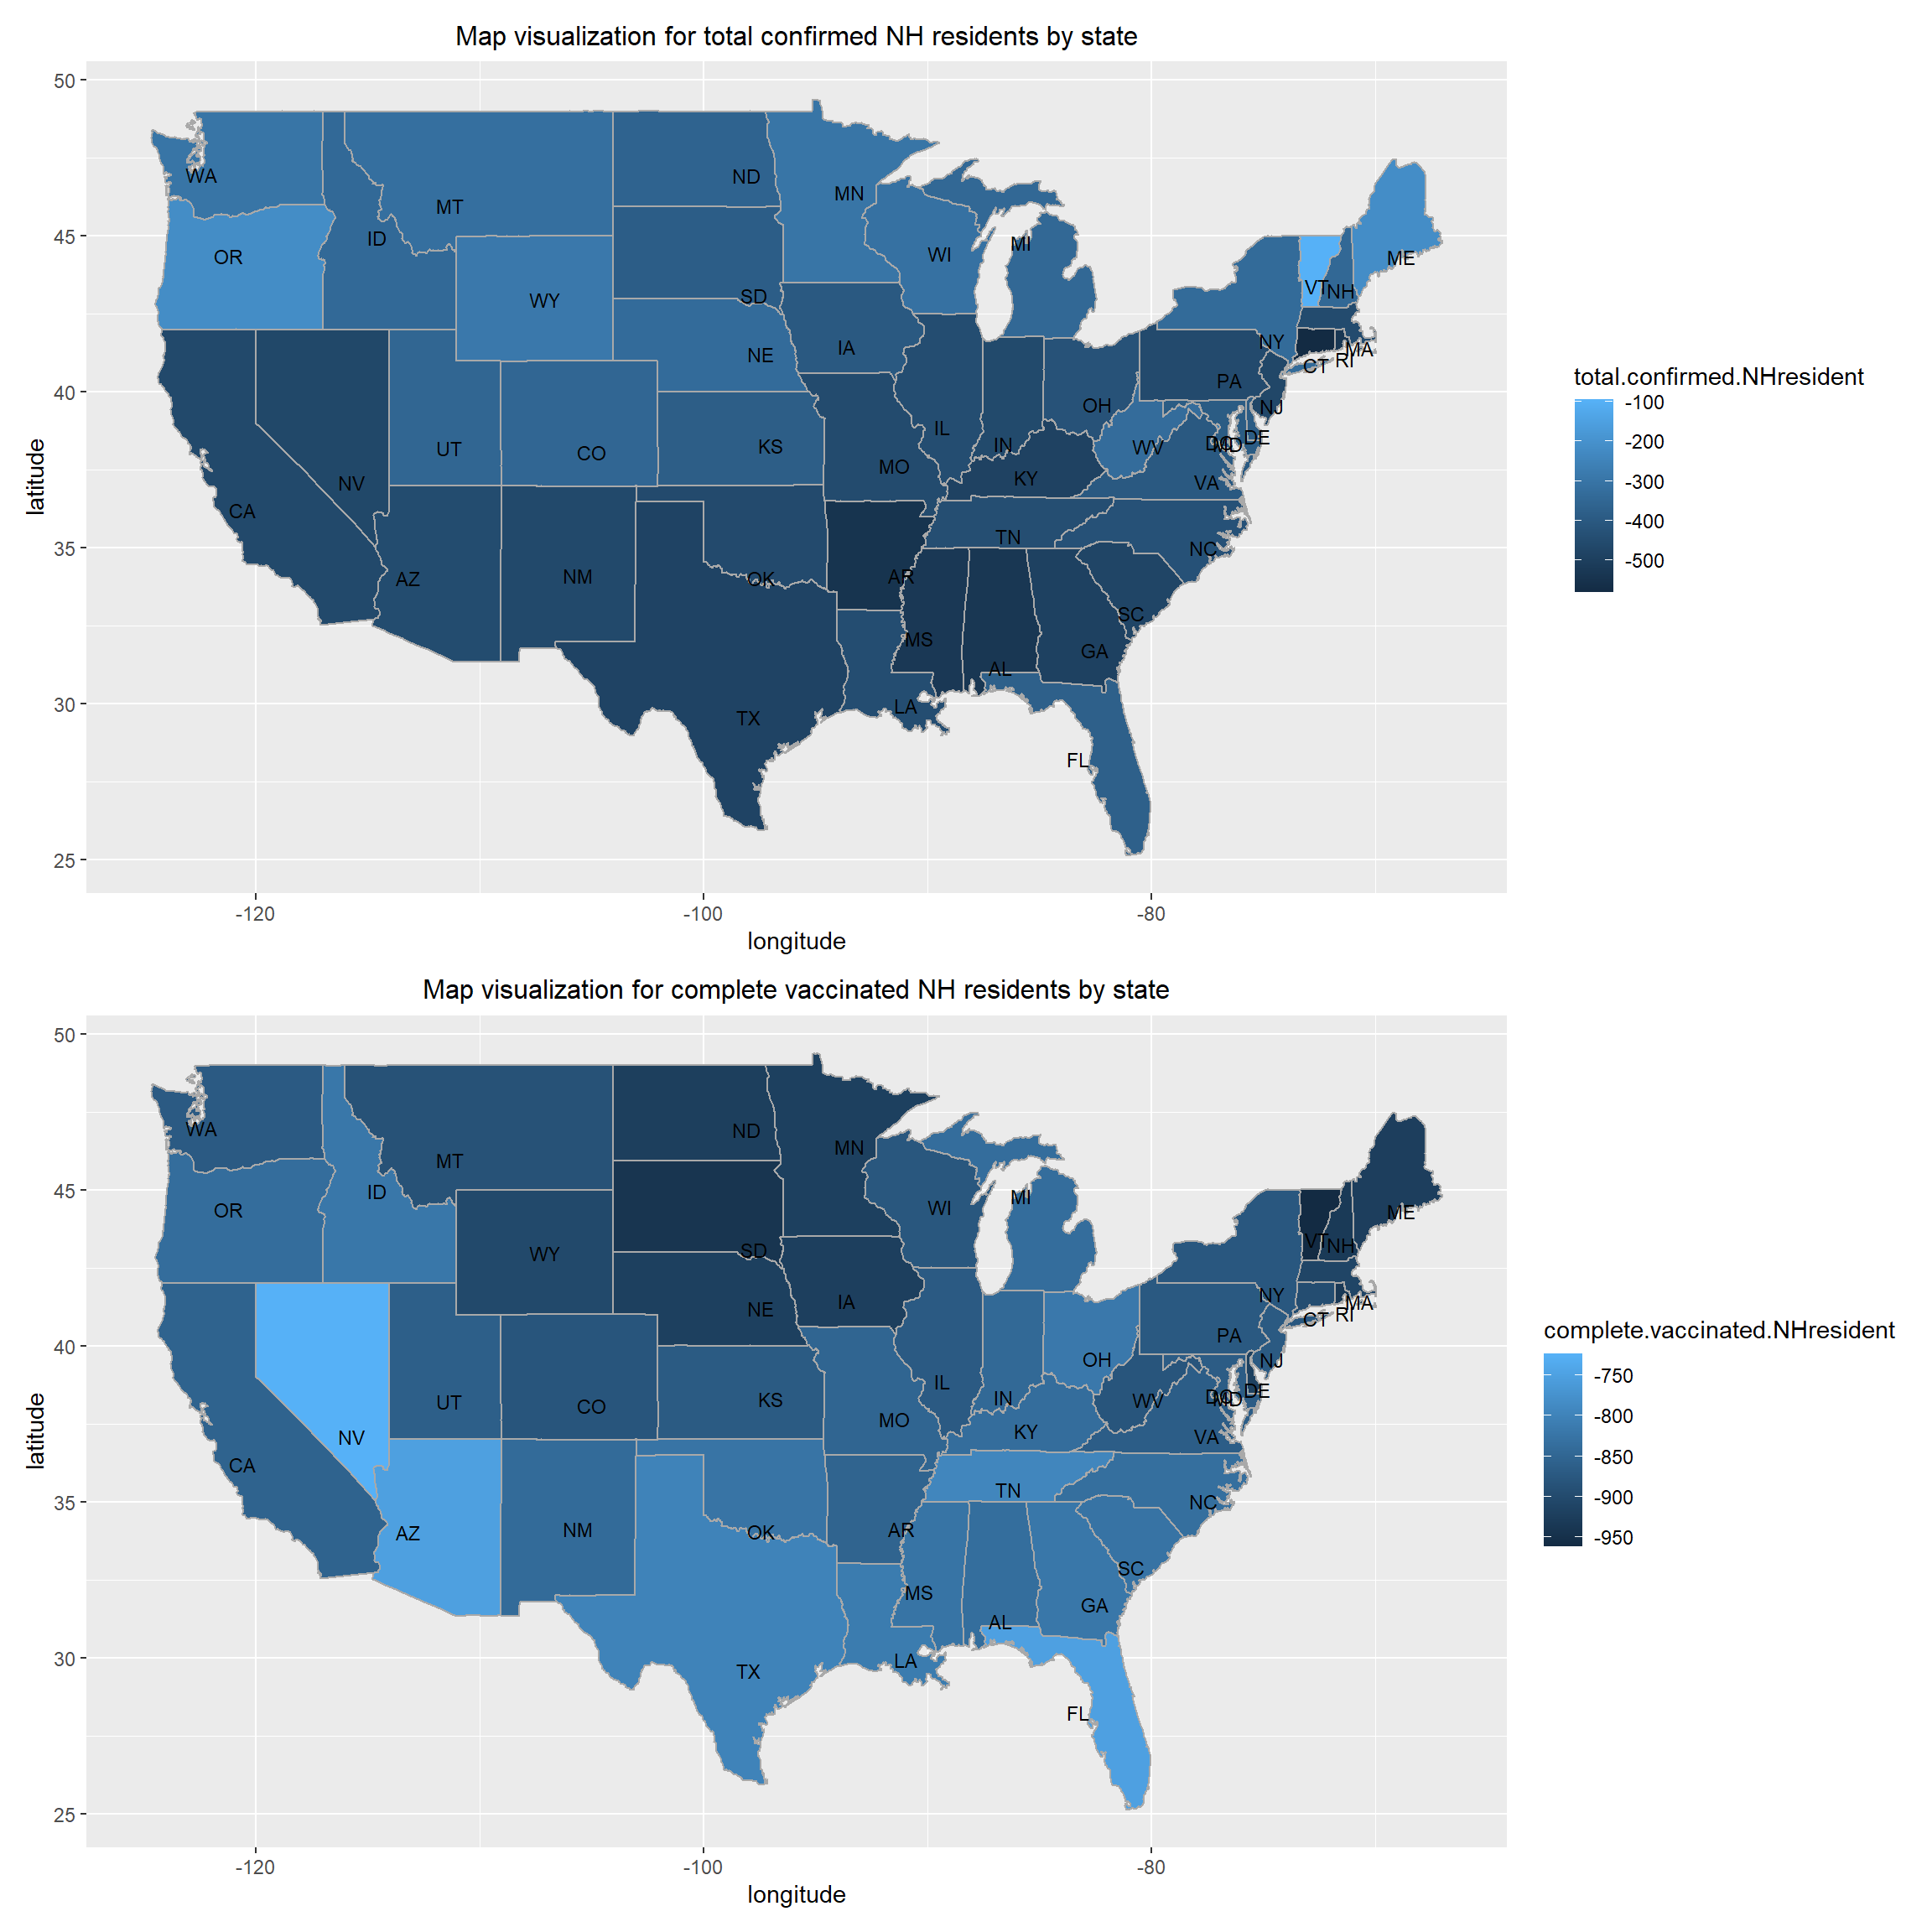 Map visualization for total confirmed NH residents by state
50
45
40
35
30
25
latitude
WA
MT
ND
MN
OR
ID
WY
SD
WI
MI
ME
VT
NH
NE
IA
NY
MA
RI
CT
PA
NJ
OH
UT
CO
KS
MO
IL
IN
WV
DC
MD
DE
NV
KY
VA
CA
TN
NC
AZ
NM
OK
AR
MS
AL
GA
SC
TX
LA
FL
-120
-100
-80
longitude
total.confirmed.NHresident
-100
-200
-300
-400
-500
Map visualization for complete vaccinated NH residents by state
50
45
40
35
30
25
latitude
WA
MT
ND
MN
OR
ID
WY
SD
WI
MI
ME
VT
NH
NE
IA
NY
MA
RI
CT
PA
NJ
OH
UT
CO
KS
MO
IL
IN
WV
DC
MD
DE
NV
KY
VA
CA
TN
NC
AZ
NM
OK
AR
MS
AL
GA
SC
TX
LA
FL
-120
-100
-80
longitude
complete.vaccinated.NHresident
-750
-800
-850
-900
-950